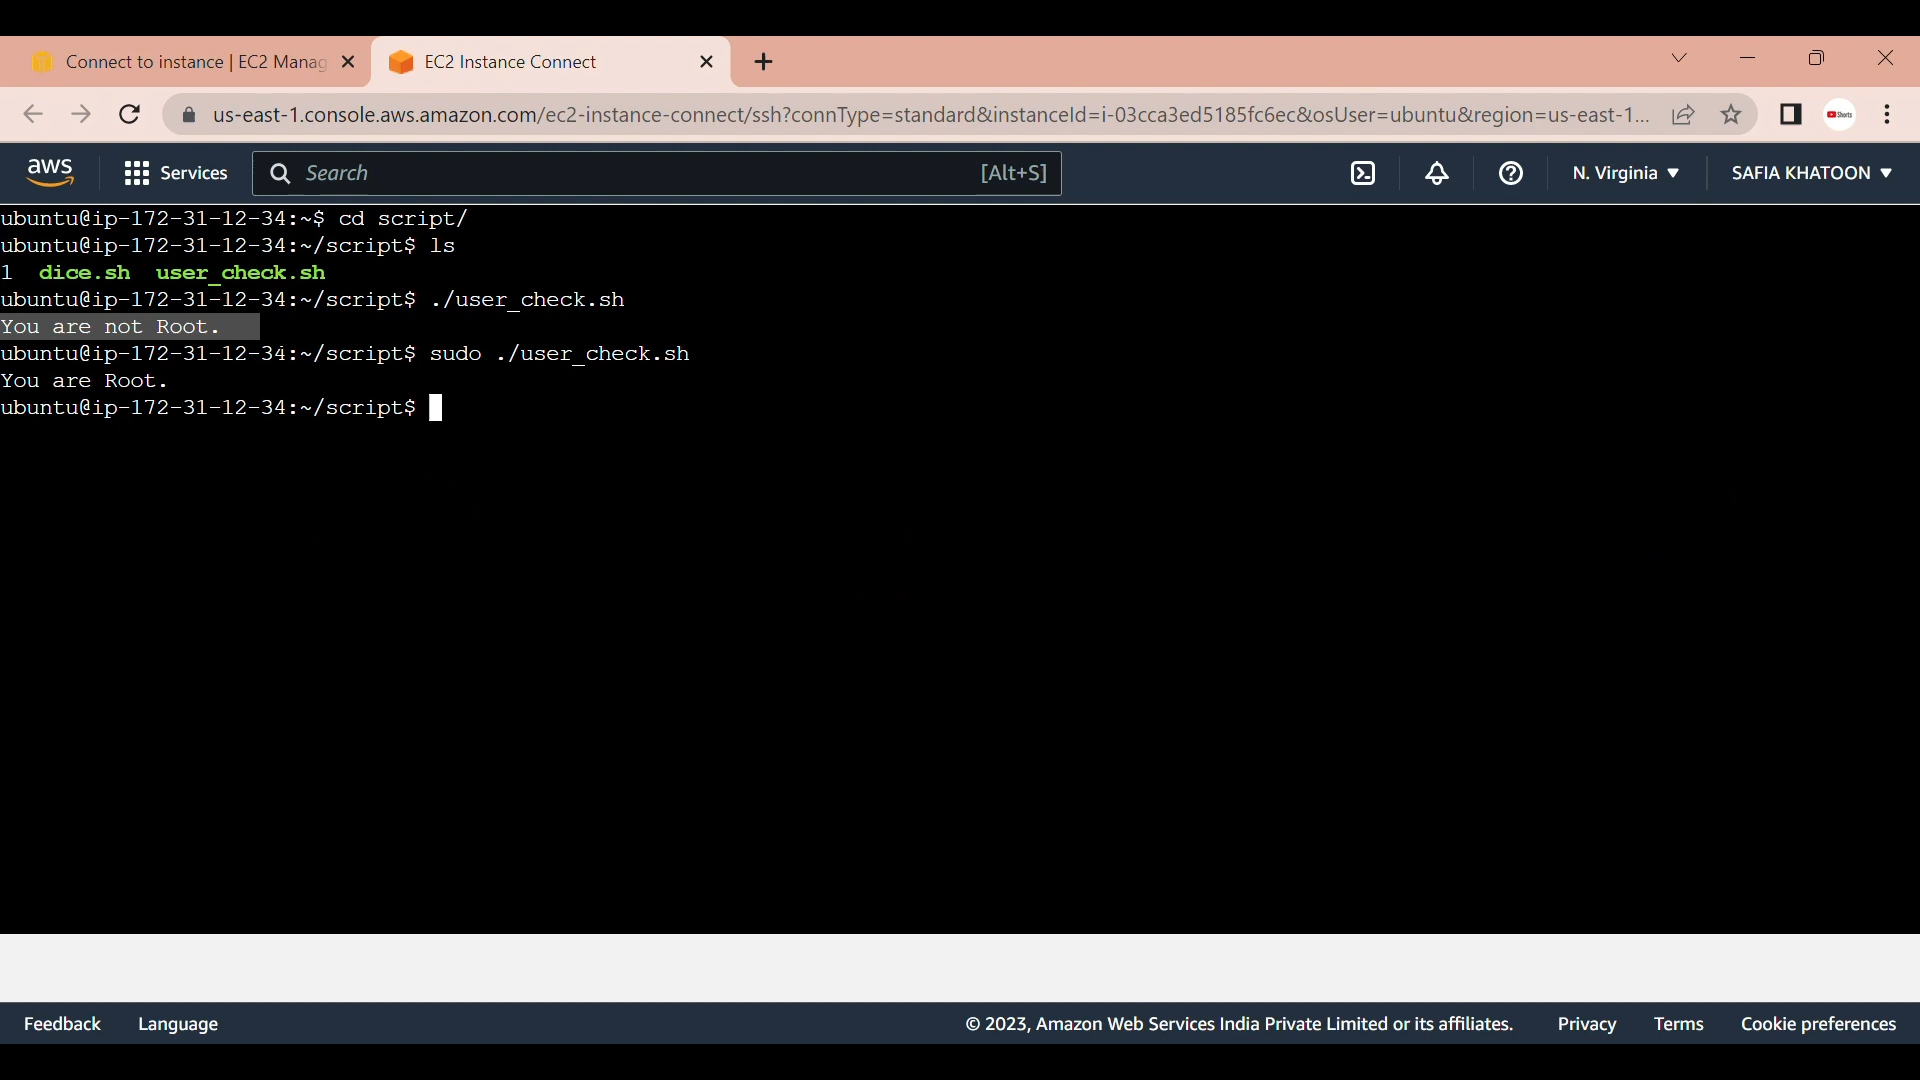 Connect to instance | EC2 Manag
EC2 Instance Connect
us-east-1.console.aws.amazon.com/ec2-instance-connect/ssh?connType=standard&instanceId=i-03cca3ed5185fc6ec&osUser=ubuntu&region=us-east-1...
Shorts
aws Services Search [Alt+S] N. Virginia SAFIA KHATOON
ubuntu@ip-172-31-12-34:~$ cd script/
ubuntu@ip-172-31-12-34:~/script$ ls
1 dice.sh user_check.sh
ubuntu@ip-172-31-12-34:~/script$ ./user_check.sh
You are not Root.
ubuntu@ip-172-31-12-34:~/script$ sudo ./user_check.sh
You are Root.
ubuntu@ip-172-31-12-34:~/script$
Feedback Language © 2023, Amazon Web Services India Private Limited or its affiliates. Privacy Terms Cookie preferences